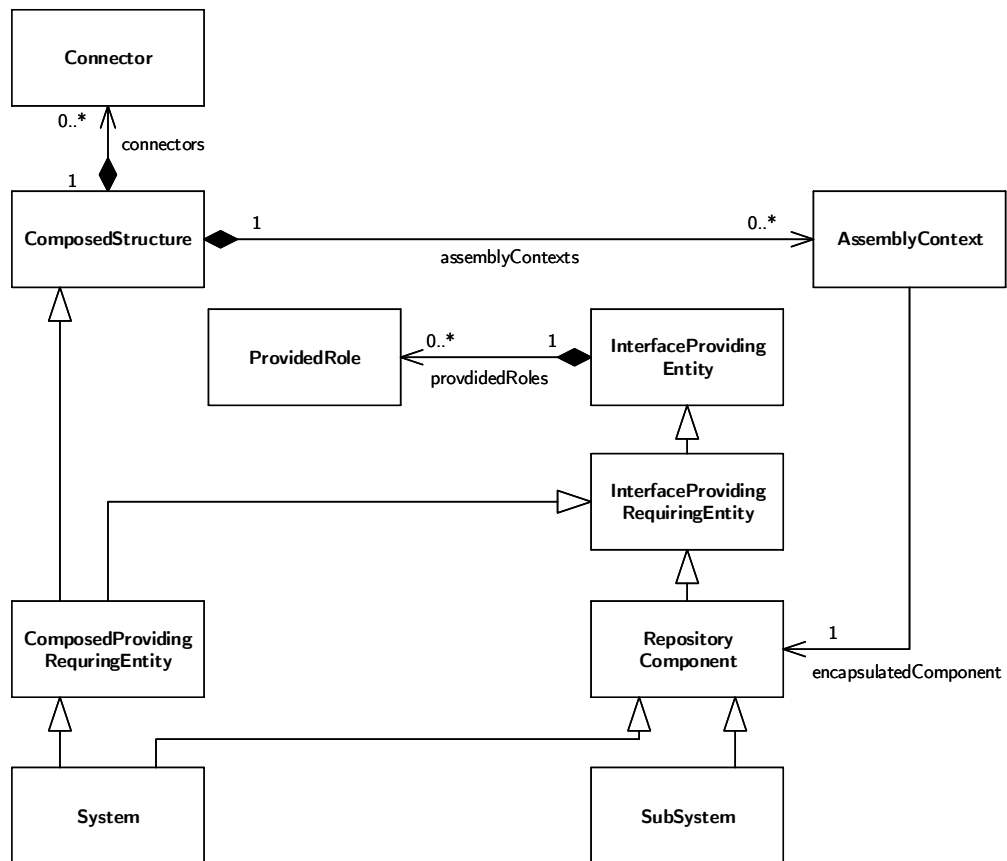 Connector
0..*
connectors
1
ComposedStructure
1
0..*
assemblyContexts
AssemblyContext
ProvidedRole
0..*
1
provdidedRoles
InterfaceProviding
Entity
InterfaceProviding
RequiringEntity
ComposedProviding
RequringEntity
Repository
Component
1
encapsulatedComponent
System
SubSystem